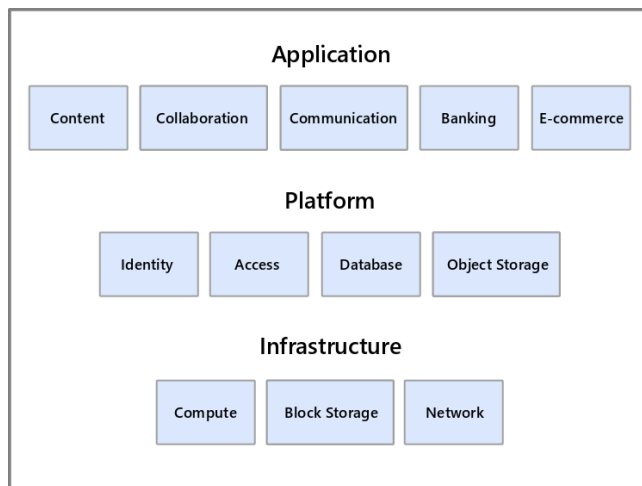 Application
Content Collaboration Communication Banking E-commerce
Platform
Identity Access Database Object Storage
Infrastructure
Compute Block Storage Network